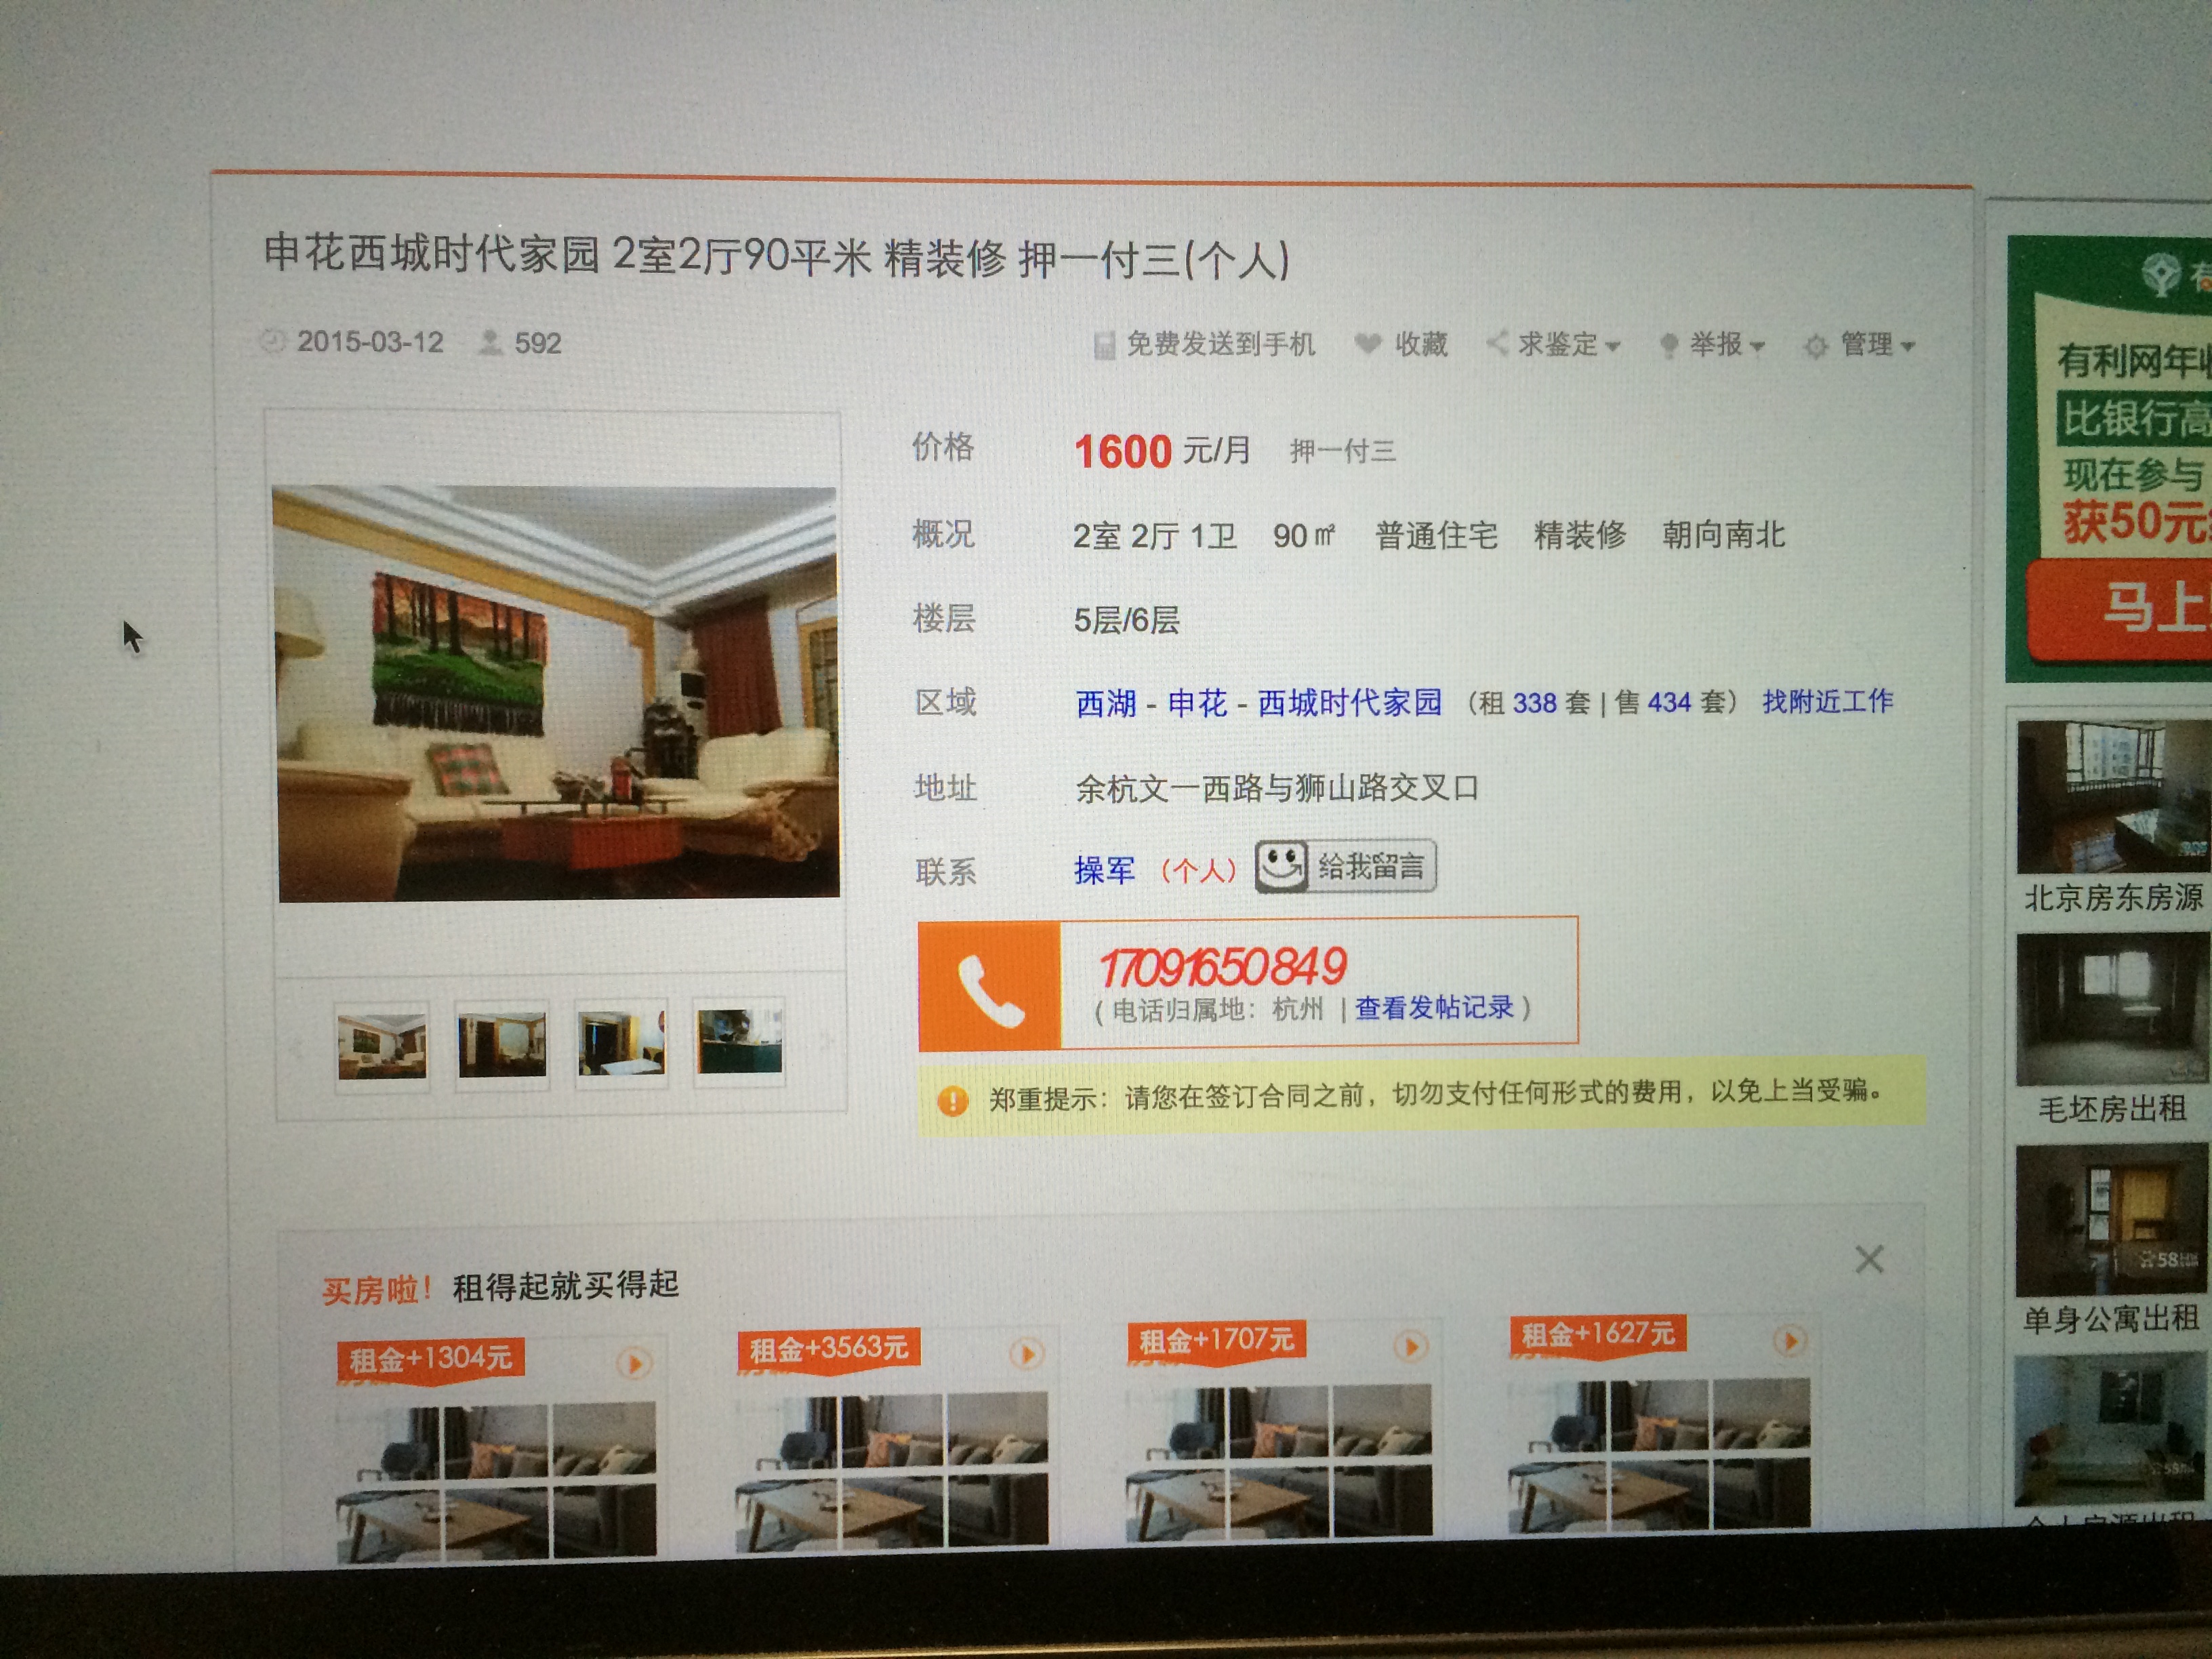 申花西城时代家园 2室2厅90平米 精装修 押一付三(个人)
2015-03-12 592 免费发送到手机 收藏 求鉴定 举报 管理
价格 1600 元/月 押一付三
概况 2室 2厅 1卫 90㎡ 普通住宅 精装修 朝向南北
楼层 5层/6层
区域 西湖 - 申花 - 西城时代家园 (租 338 套 | 售 434 套) 找附近工作
地址 余杭文一西路与狮山路交叉口
联系 操军 (个人) 给我留言
17091650849
( 电话归属地: 杭州 | 查看发帖记录 )
郑重提示: 请您在签订合同之前, 切勿支付任何形式的费用, 以免上当受骗。
买房啦! 租得起就买得起
租金+1304元
租金+3563元
租金+1707元
租金+1627元
有利网年
比银行高
现在参与
获50元
马上
北京房东房源
毛坯房出租
58
单身公寓出租
58